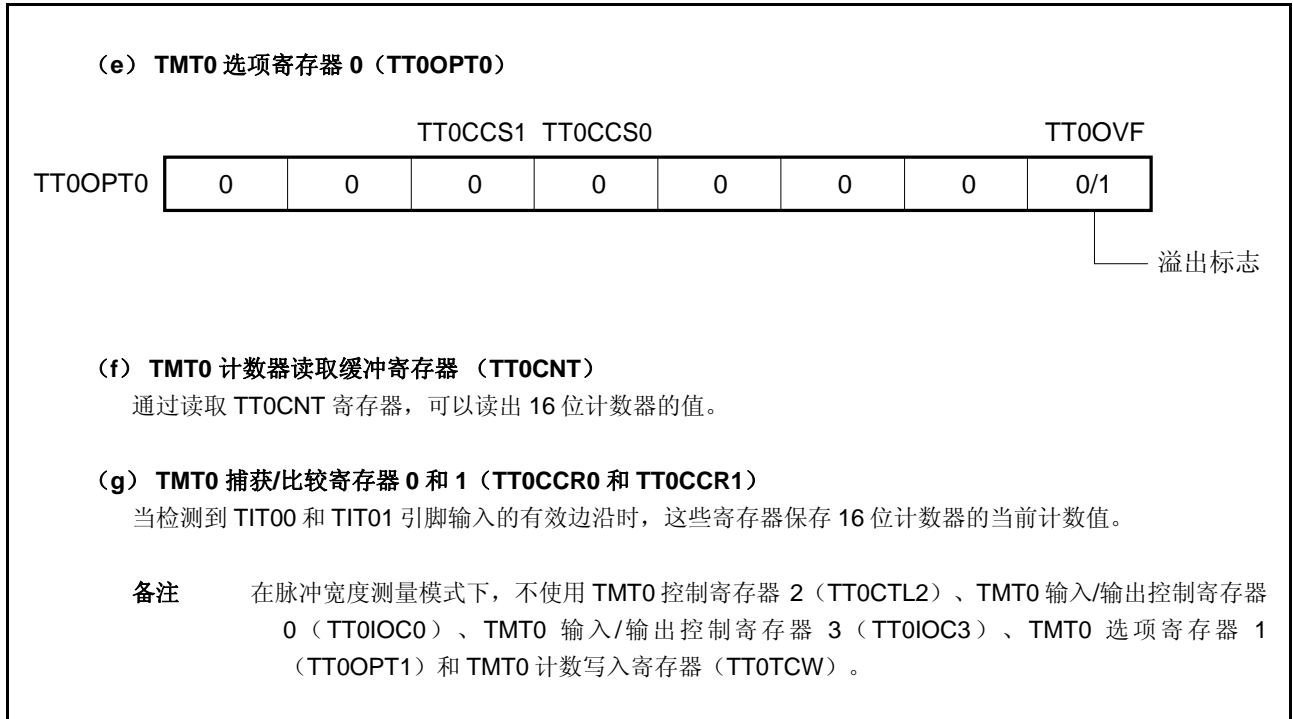 （e） TMT0 选项寄存器 0（TT0OPT0）
TT0CCS1 TT0CCS0 TT0OVF
TT0OPT0 0 0 0 0 0 0 0 0/1
溢出标志
（f） TMT0 计数器读取缓冲寄存器 （TT0CNT）
通过读取 TT0CNT 寄存器，可以读出 16 位计数器的值。
（g） TMT0 捕获/比较寄存器 0 和 1（TT0CCR0 和 TT0CCR1）
当检测到 TIT00 和 TIT01 引脚输入的有效边沿时，这些寄存器保存 16 位计数器的当前计数值。
备注 在脉冲宽度测量模式下，不使用 TMT0 控制寄存器 2（TT0CTL2）、TMT0 输入/输出控制寄存器
0（TT0IOC0）、TMT0 输入/输出控制寄存器 3（TT0IOC3）、TMT0 选项寄存器 1
（TT0OPT1）和 TMT0 计数写入寄存器（TT0TCW）。